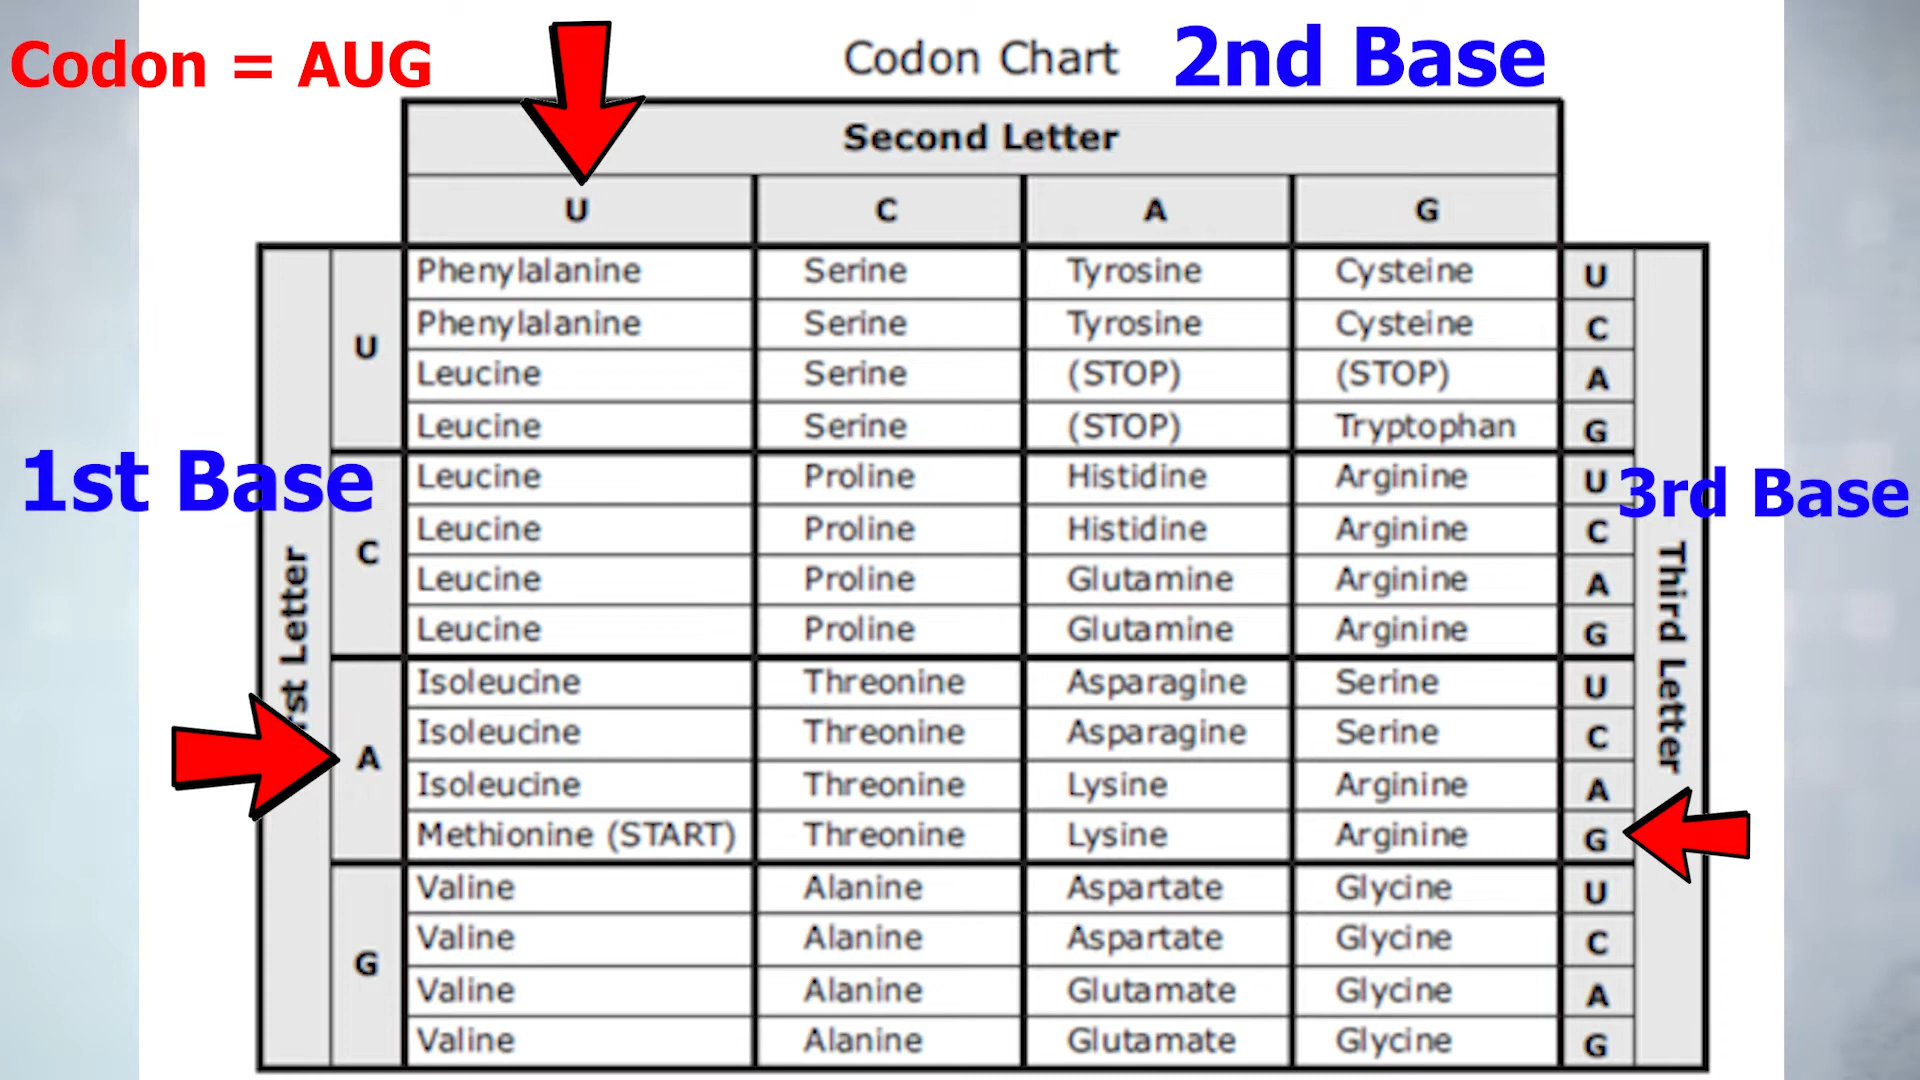 Codon = AUG
Codon Chart
2nd Base
Second Letter
U C A G
Phenylalanine Serine Tyrosine Cysteine U
Phenylalanine Serine Tyrosine Cysteine C
U
Leucine Serine (STOP) (STOP) A
Leucine Serine (STOP) Tryptophan G
1st Base
Leucine Proline Histidine Arginine U
3rd Base
Leucine Proline Histidine Arginine C
C
Leucine Proline Glutamine Arginine A
Leucine Proline Glutamine Arginine G
rst Letter
Third Letter
Isoleucine Threonine Asparagine Serine U
Isoleucine Threonine Asparagine Serine C
A
Isoleucine Threonine Lysine Arginine A
Methionine (START) Threonine Lysine Arginine G
Valine Alanine Aspartate Glycine U
Valine Alanine Aspartate Glycine C
G
Valine Alanine Glutamate Glycine A
Valine Alanine Glutamate Glycine G